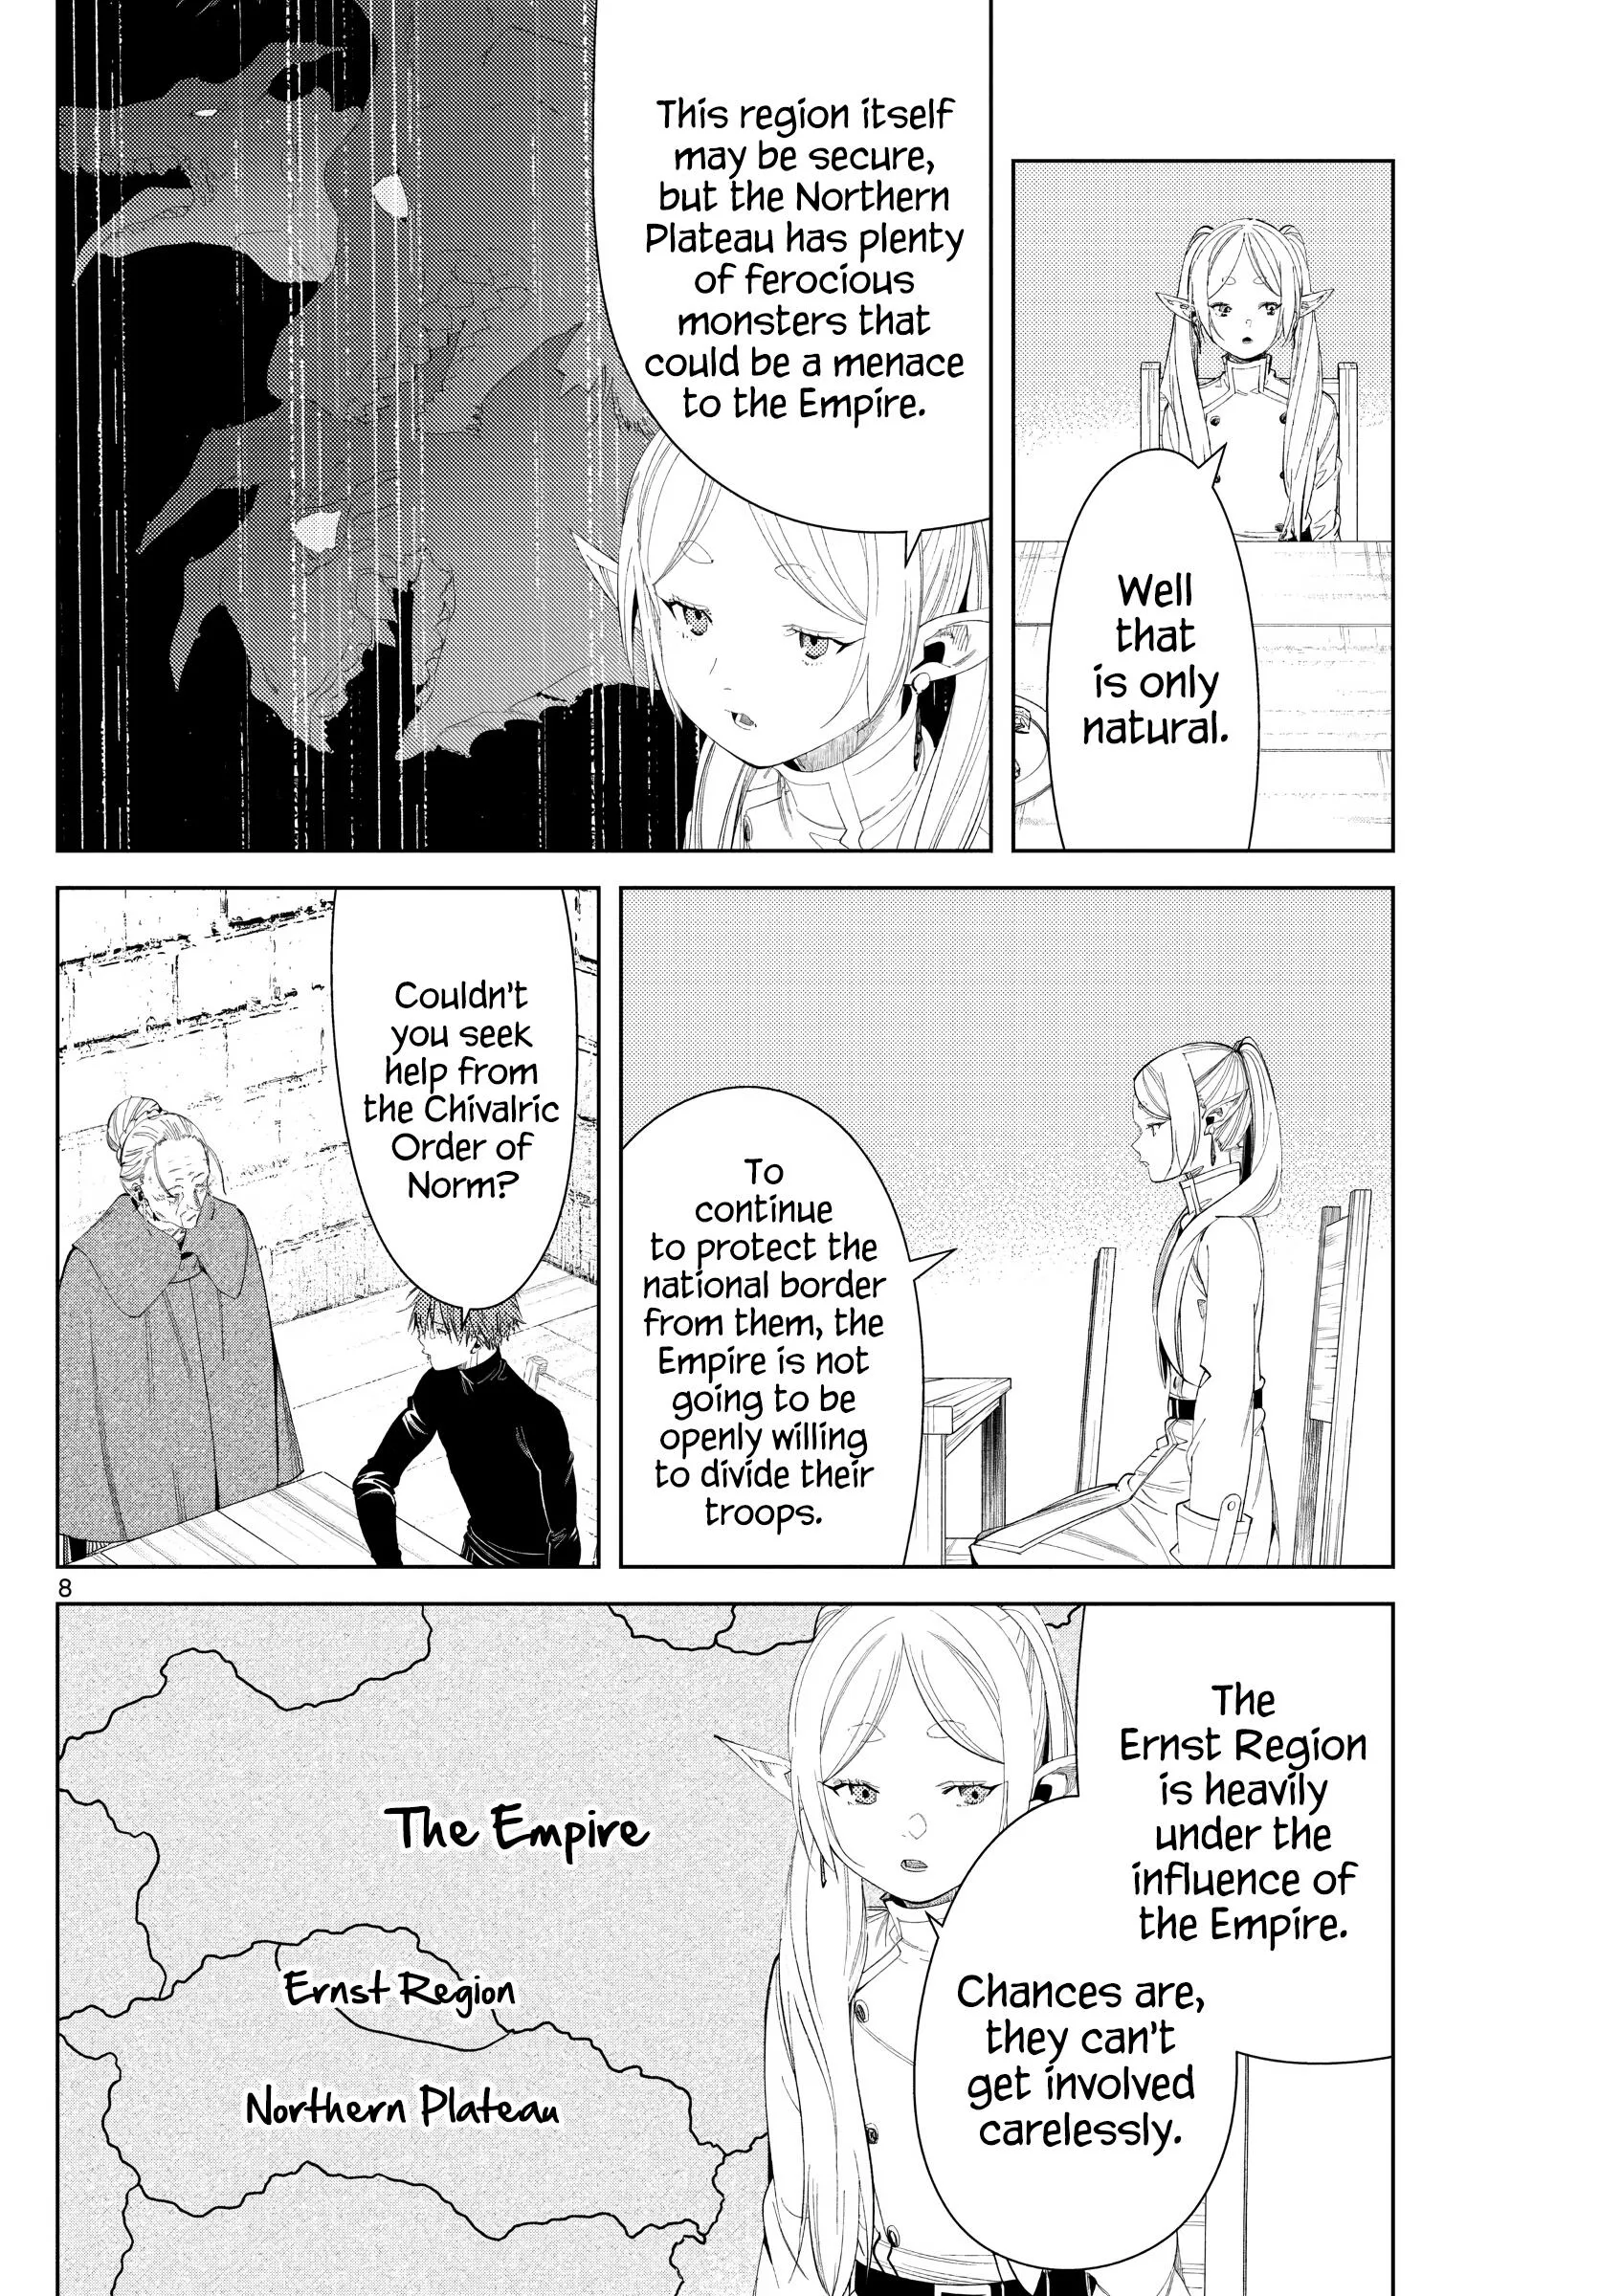 Well
that
is only
natural.
This region itself
may be secure,
but the Northern
Plateau has plenty
of ferocious
monsters that
could be a menace
to the Empire.
To
continue
to protect the
national border
from them, the
Empire is not
going to be
openly willing
to divide their
troops.
Couldn't
you seek
help from
the Chivalric
Order of
Norm?
8
The
Ernst Region
is heavily
under the
influence of
the Empire.
Chances are,
they can't
get involved
carelessly.
The Empire
Ernst Region
Northern Plateau